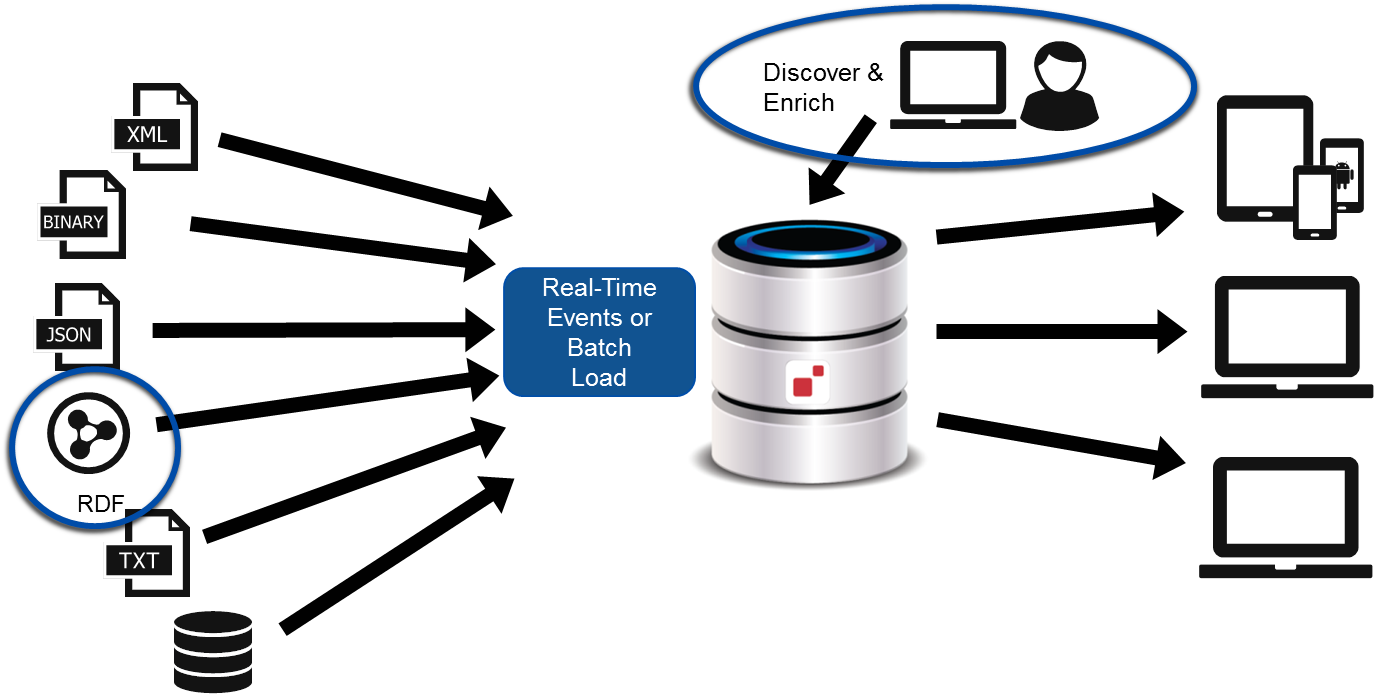 Discover &
Enrich
XML
BINARY
JSON
RDF
TXT
Real-Time
Events or
Batch
Load